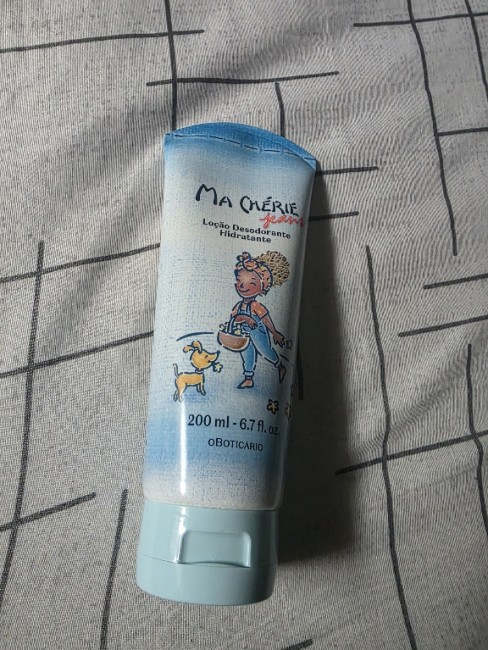 MA CHÉRIE
jeans
Loção Desodorante
Hidratante
200 ml - 6.7 fl. oz.
oBOTICÁRIO